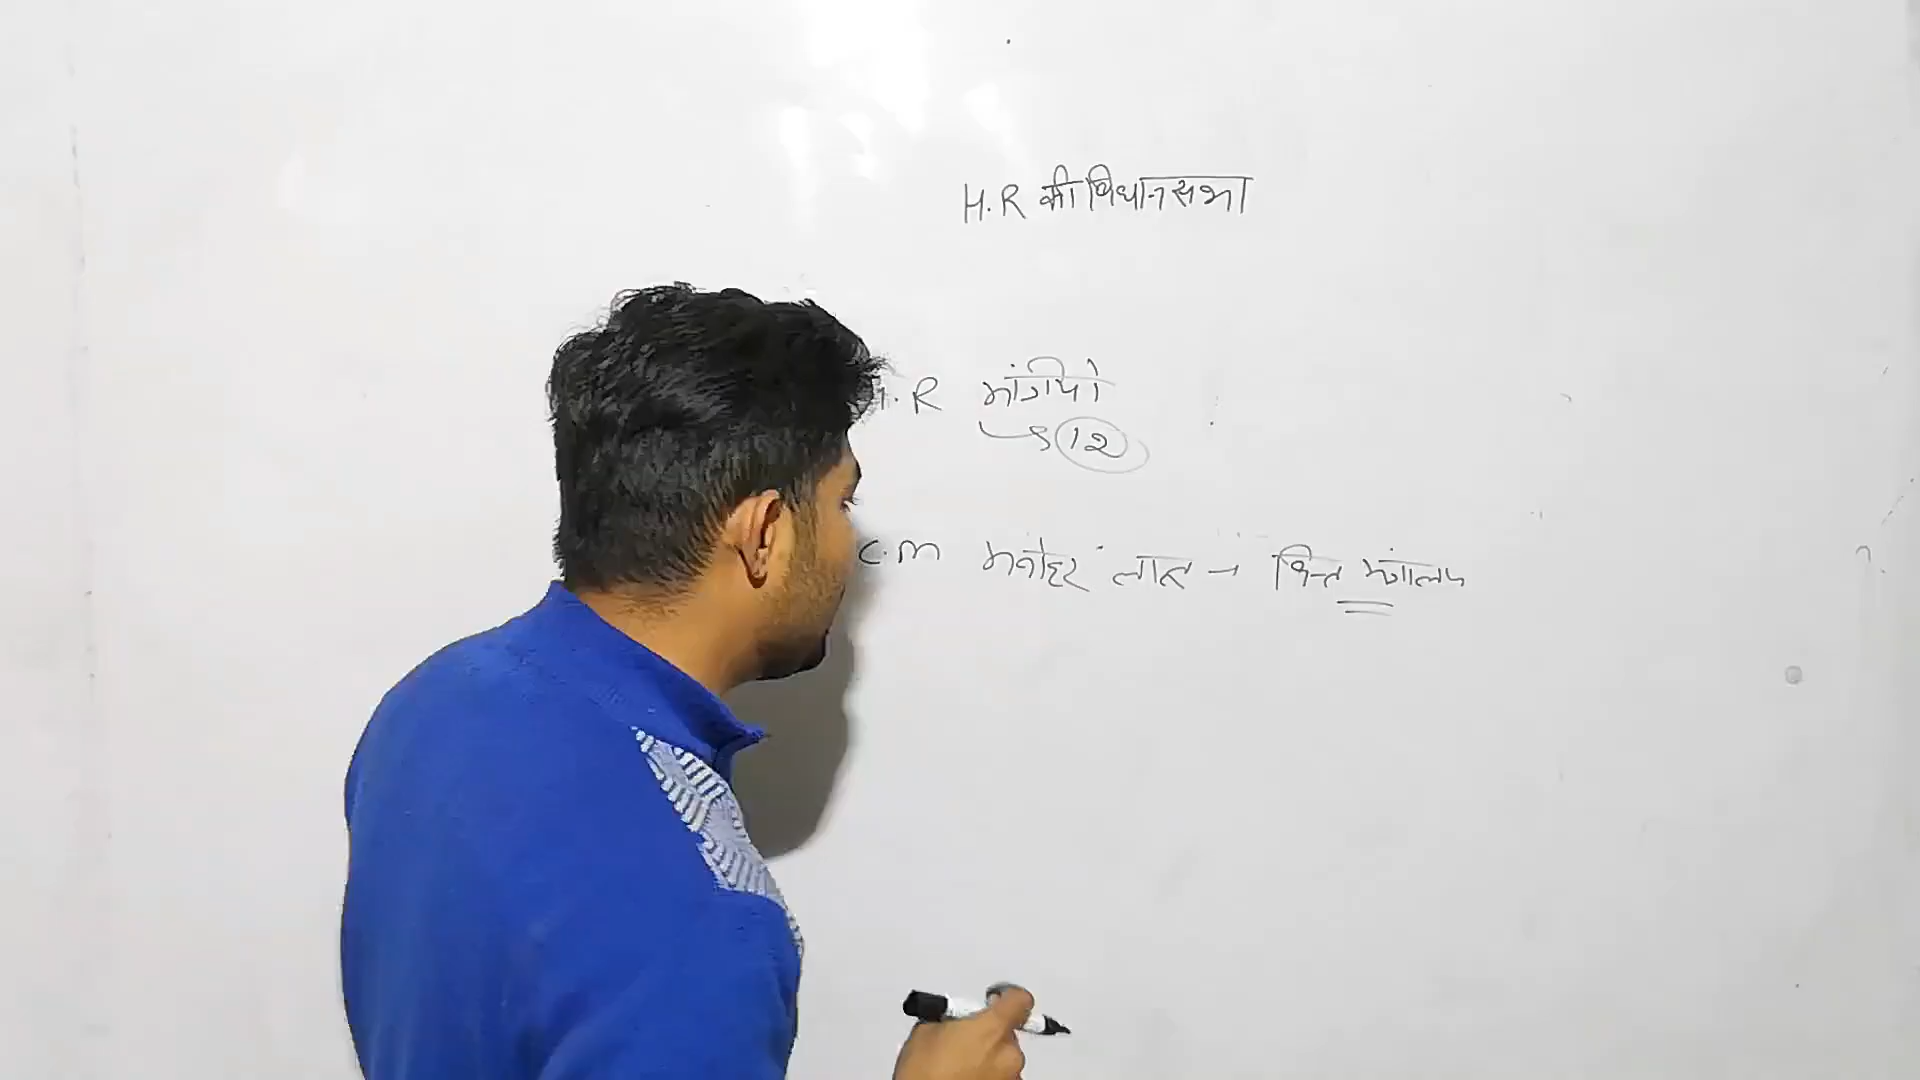 H.R की विधानसभा
H.R मंत्रीयो
12
C.M मनोहर लाल → वित्त मंत्रालय